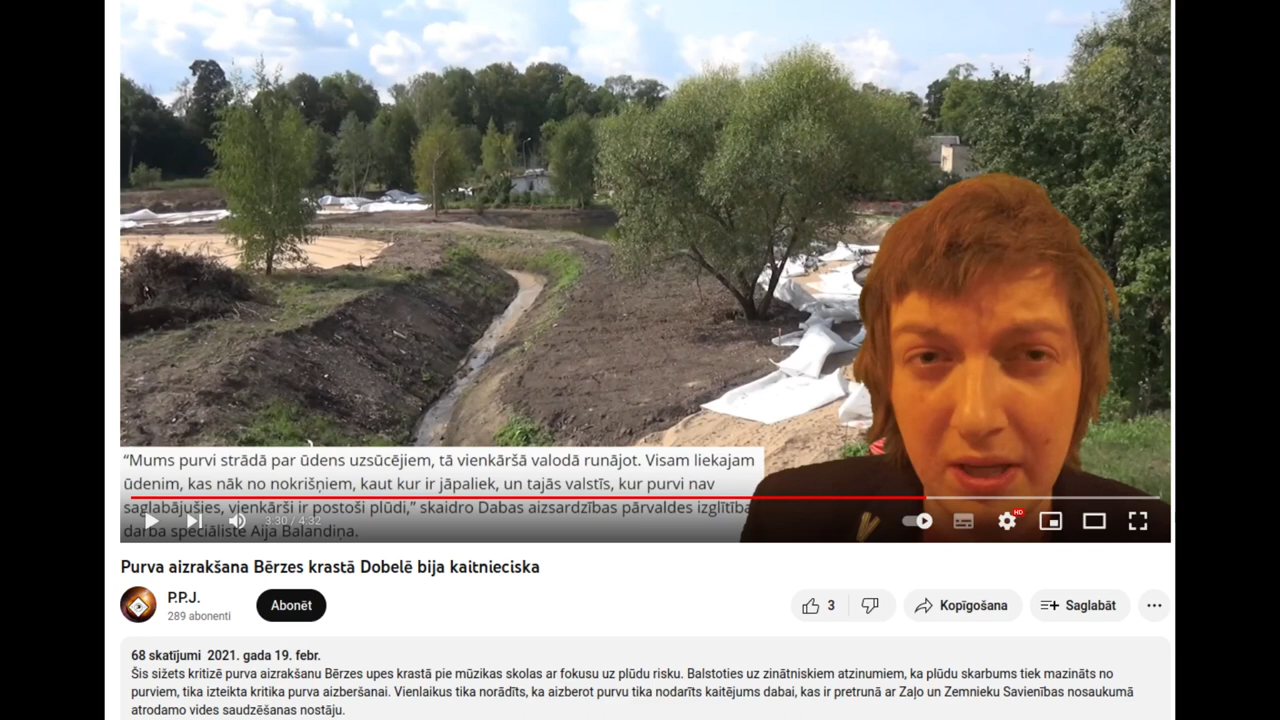 “Mums purvi strādā par ūdens uzsūcējiem, tā vienkāršā valodā runājot. Visam liekajam
ūdenim, kas nāk no nokrišņiem, kaut kur ir jāpaliek, un tajās valstīs, kur purvi nav
saglabājušies, vienkārši ir postoši plūdi,” skaidro Dabas aizsardzības pārvaldes izglītības
darba speciāliste Aija Balandiņa.
3:30 / 4:32
HD
Purva aizrakšana Bērzes krastā Dobelē bija kaitnieciska
P.P.J.
289 abonenti
Abonēt
3
Kopīgošana
Saglabāt
68 skatījumi 2021. gada 19. febr.
Šis sižets kritizē purva aizrakšanu Bērzes upes krastā pie mūzikas skolas ar fokusu uz plūdu risku. Balstoties uz zinātniskiem atzinumiem, ka plūdu skarbums tiek mazināts no
purviem, tika izteikta kritika purva aizberšanai. Vienlaikus tika norādīts, ka aizberot purvu tika nodarīts kaitējums dabai, kas ir pretrunā ar Zaļo un Zemnieku Savienības nosaukumā
atrodamo vides saudzēšanas nostāju.